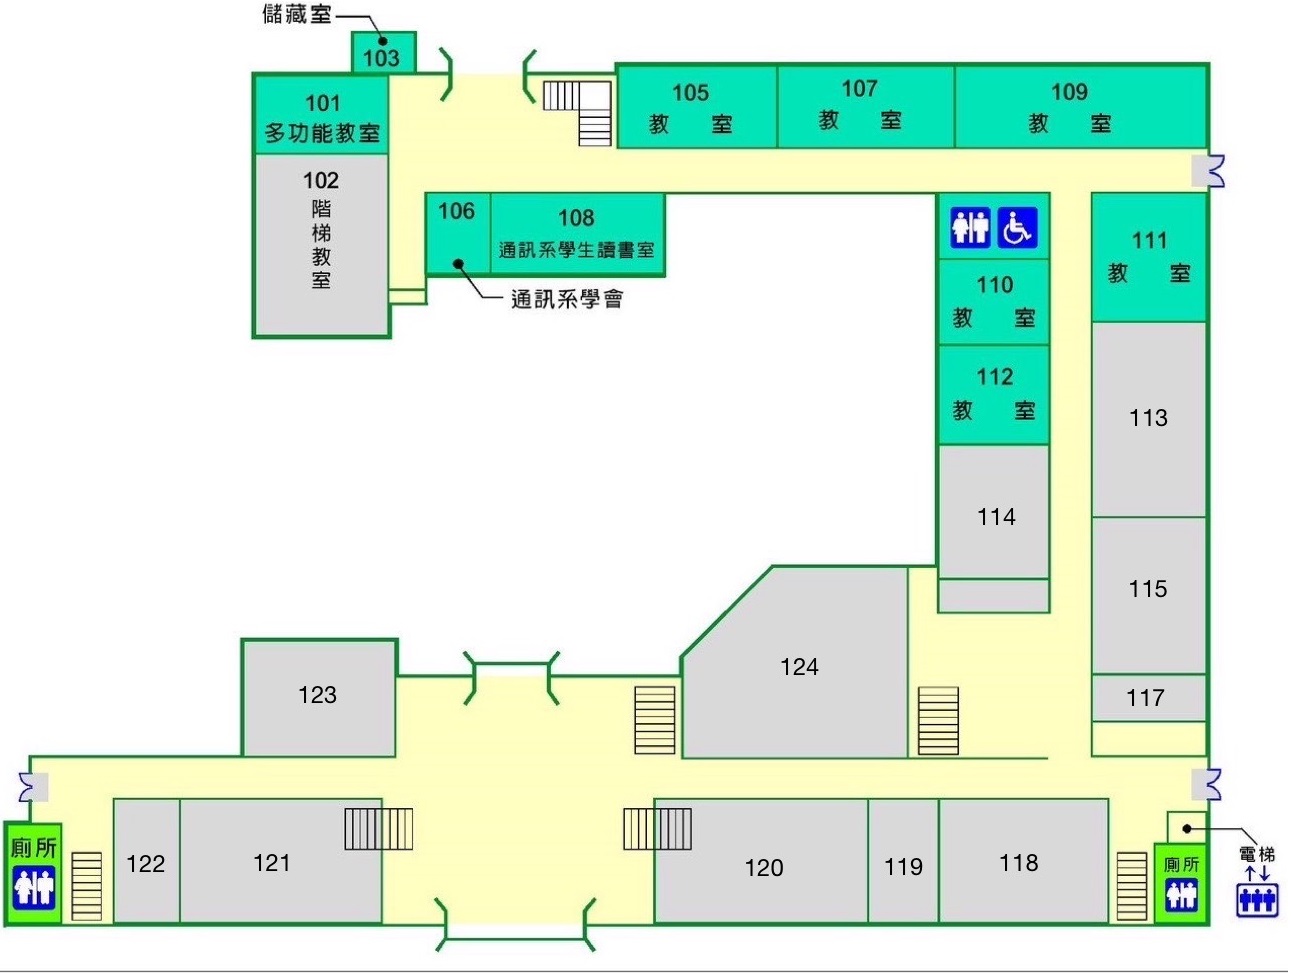 儲藏室
103
101
多功能教室
102
階
梯
教
室
105
教 室
107
教 室
109
教 室
106
108
通訊系學生讀書室
通訊系學會
110
教 室
111
教 室
112
教 室
113
114
115
117
124
123
廁所
122
121
120
119
118
廁所
電梯